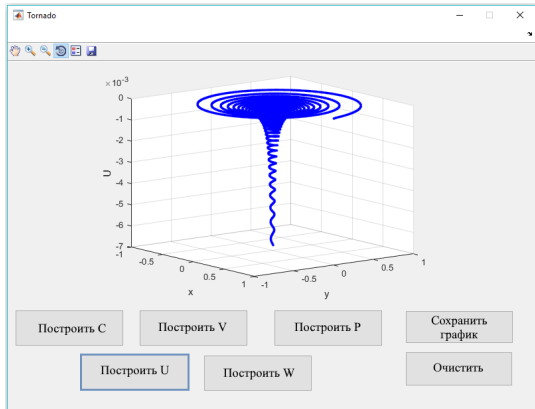 Tornado
×10-3
0
-1
-2
-3
-4
-5
-6
-7
U
-1
-0.5
0
0.5
1
x
-1
-0.5
0
0.5
1
y
Построить C
Построить V
Построить P
Сохранить
график
Построить U
Построить W
Очистить